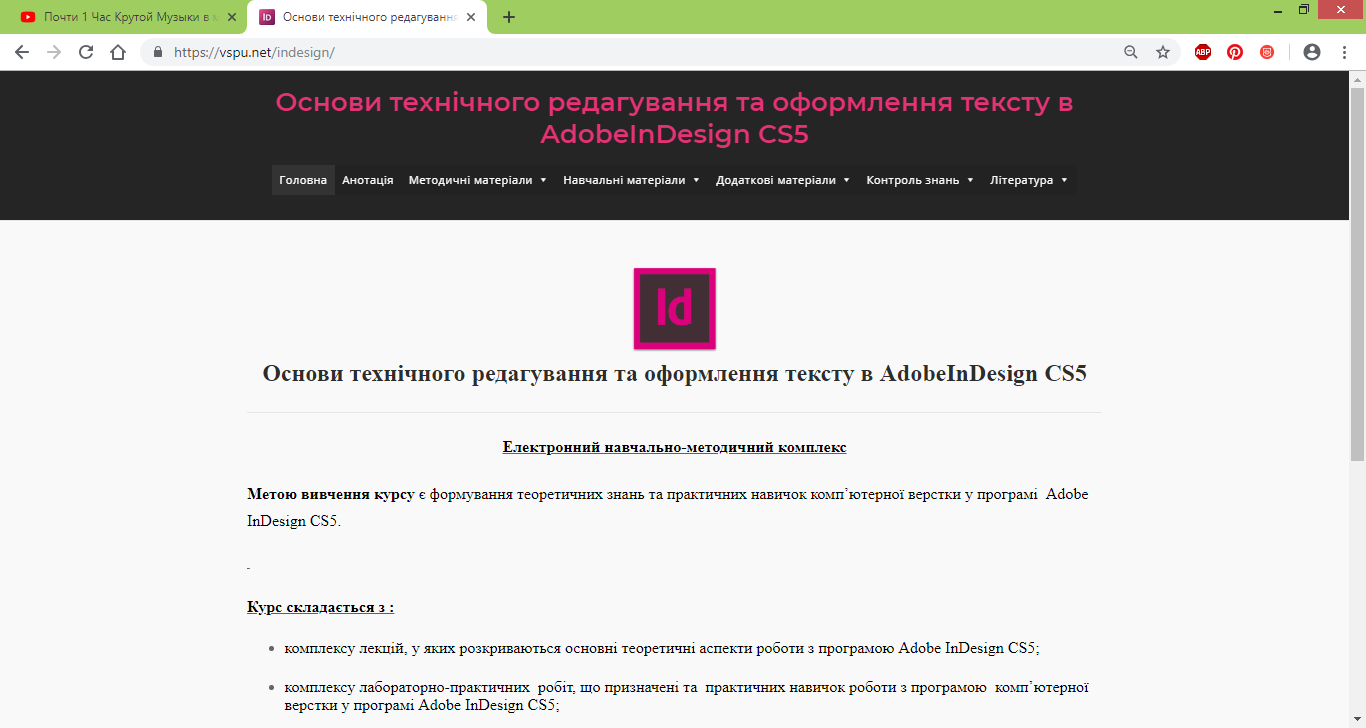 Почти 1 Час Крутой Музыки в м
Основи технічного редагування
https://vspu.net/indesign/
ABP
Основи технічного редагування та оформлення тексту в
AdobeInDesign CS5
Головна Анотація Методичні матеріали Навчальні матеріали Додаткові матеріали Контроль знань Література
Id
Основи технічного редагування та оформлення тексту в AdobeInDesign CS5
Електронний навчально-методичний комплекс
Метою вивчення курсу є формування теоретичних знань та практичних навичок комп’ютерної верстки у програмі Adobe
InDesign CS5.
Курс складається з :
комплексу лекцій, у яких розкриваються основні теоретичні аспекти роботи з програмою Adobe InDesign CS5;
комплексу лабораторно-практичних робіт, що призначені та практичних навичок роботи з програмою комп’ютерної
верстки у програмі Adobe InDesign CS5;